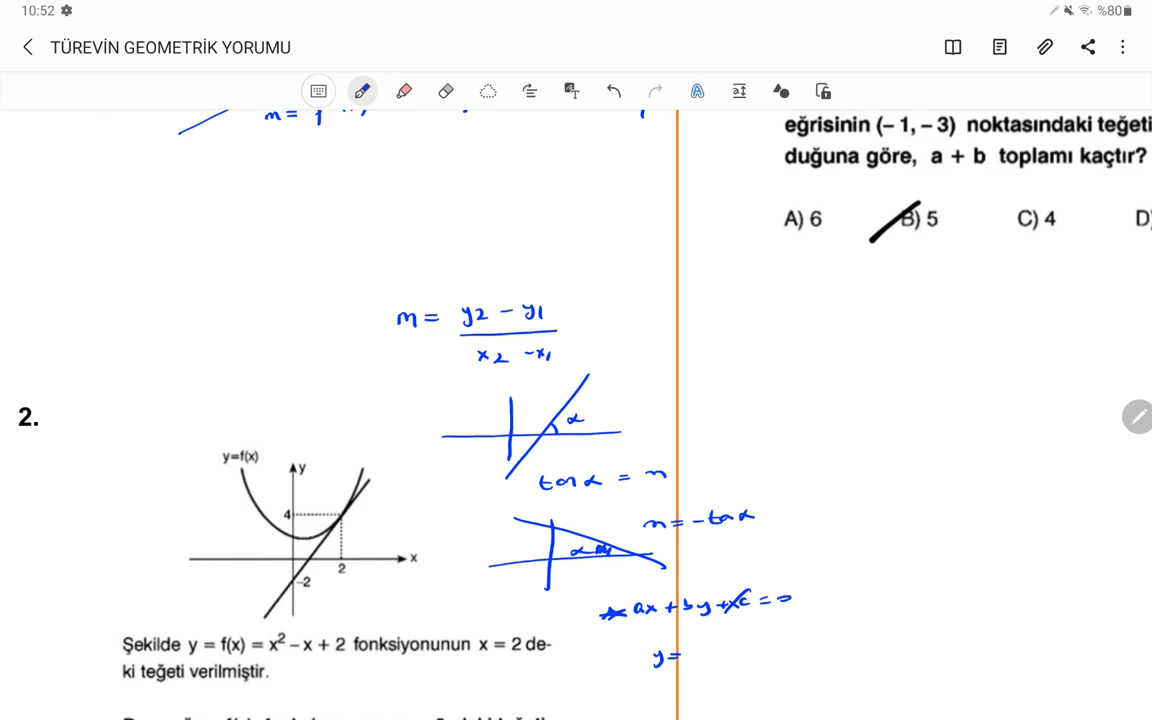 10:52
%80
TÜREVİN GEOMETRİK YORUMU
m =
eğrisinin (– 1, – 3) noktasındaki teğeti
duğuna göre, a + b toplamı kaçtır?
A) 6
B) 5
C) 4
D)
m = y2 - y1
x2 - x1
α
tan α = m
m = -tan α
α
ax + by + c = 0
y =
2.
y=f(x)
y
4
x
2
-2
Şekilde y = f(x) = x² – x + 2 fonksiyonunun x = 2 de-
ki teğeti verilmiştir.